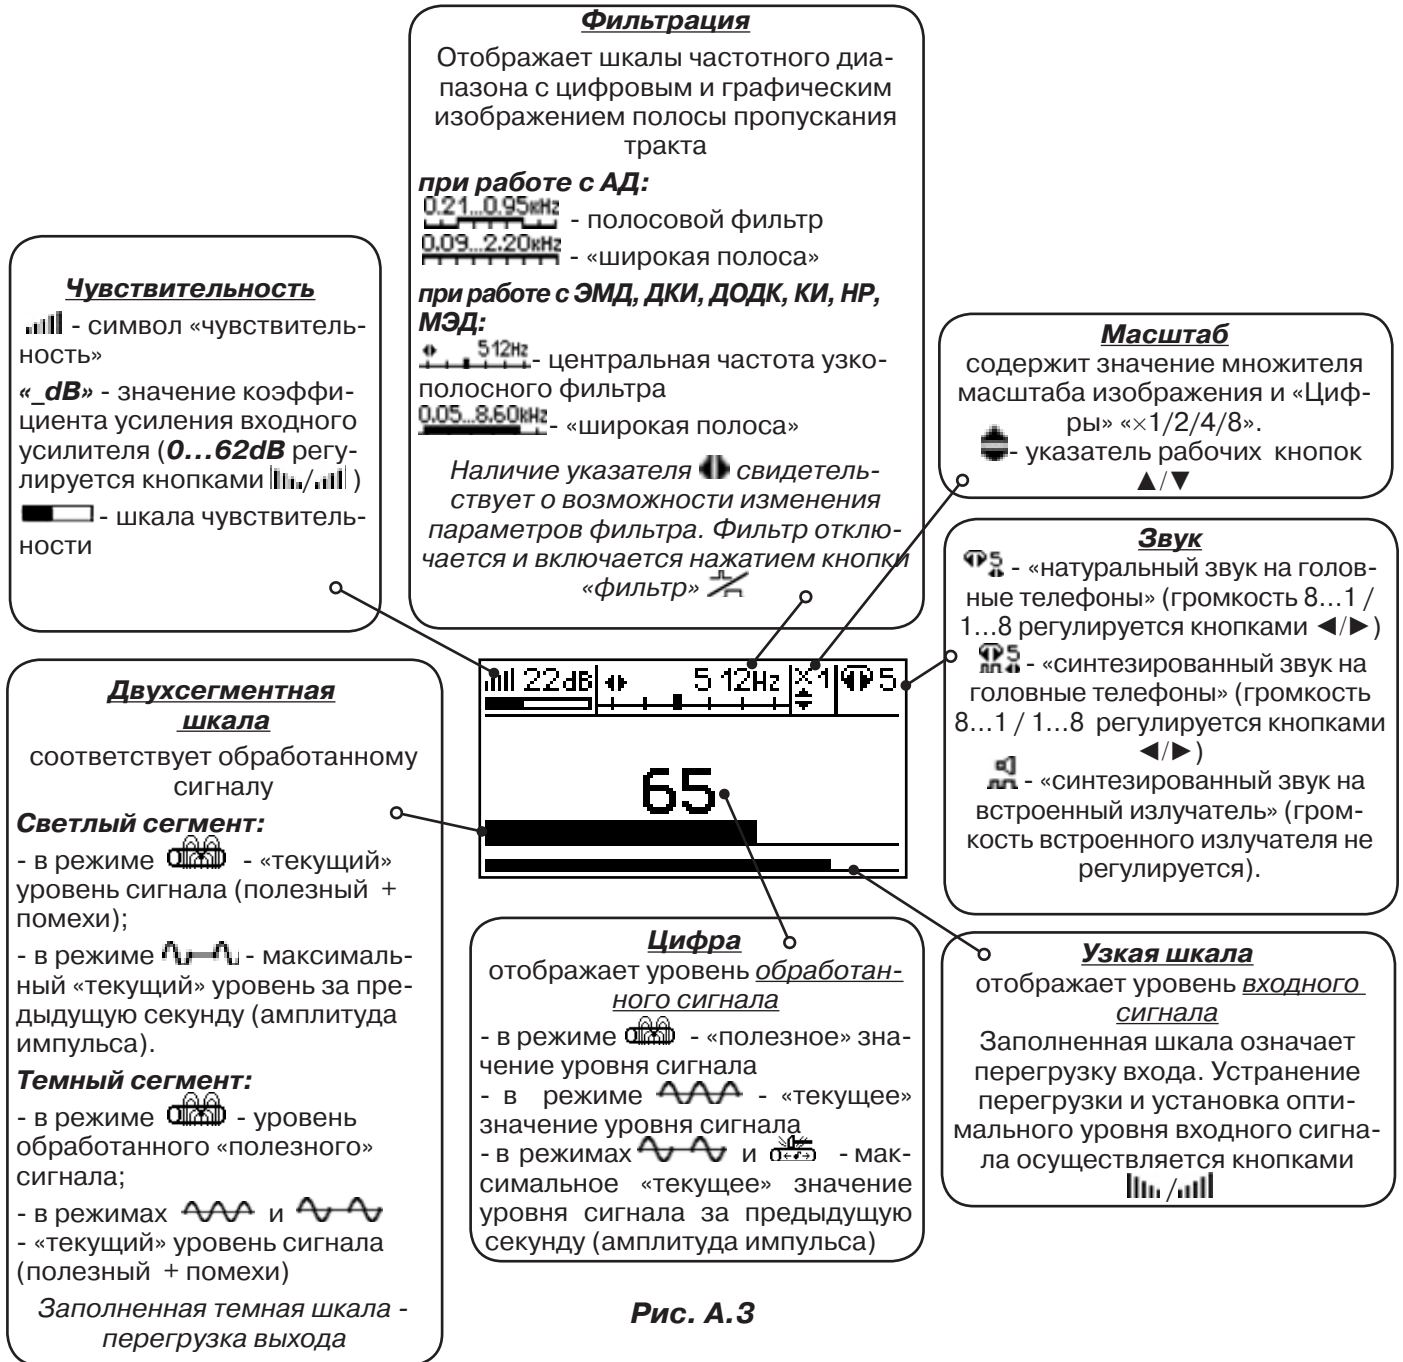 Фильтрация
Отображает шкалы частотного диа-
пазона с цифровым и графическим
изображением полосы пропускания
тракта
при работе с АД:
0.21...0.95кHz - полосовой фильтр
0.09...2.20кHz - «широкая полоса»
при работе с ЭМД, ДКИ, ДОДК, КИ, НР,
МЭД:
512Hz - центральная частота узко-
полосного фильтра
0.05...8.60кHz - «широкая полоса»
Наличие указателя свидетель-
ствует о возможности изменения
параметров фильтра. Фильтр отклю-
чается и включается нажатием кнопки
«фильтр»
Чувствительность
- символ «чувствитель-
ность»
«_dB» - значение коэффи-
циента усиления входного
усилителя (0...62dB регу-
лируется кнопками / )
- шкала чувствитель-
ности
Масштаб
содержит значение множителя
масштаба изображения и «Циф-
ры» «×1/2/4/8».
- указатель рабочих кнопок
▲/▼
Звук
5 - «натуральный звук на голов-
ные телефоны» (громкость 8...1 /
1...8 регулируется кнопками ◄/► )
5 - «синтезированный звук на
головные телефоны» (громкость
8...1 / 1...8 регулируется кнопками
◄/► )
- «синтезированный звук на
встроенный излучатель» (гром-
кость встроенного излучателя не
регулируется).
22dB 512Hz X1 5
65
Двухсегментная
шкала
соответствует обработанному
сигналу
Светлый сегмент:
- в режиме - «текущий»
уровень сигнала (полезный +
помехи);
- в режиме - максималь-
ный «текущий» уровень за пре-
дыдущую секунду (амплитуда
импульса).
Темный сегмент:
- в режиме - уровень
обработанного «полезного»
сигнала;
- в режимах и
- «текущий» уровень сигнала
(полезный + помехи)
Заполненная темная шкала -
перегрузка выхода
Цифра
отображает уровень обработан-
ного сигнала
- в режиме - «полезное» зна-
чение уровня сигнала
- в режиме - «текущее»
значение уровня сигнала
- в режимах и - мак-
симальное «текущее» значение
уровня сигнала за предыдущую
секунду (амплитуда импульса)
Узкая шкала
отображает уровень входного
сигнала
Заполненная шкала означает
перегрузку входа. Устранение
перегрузки и установка опти-
мального уровня входного сигна-
ла осуществляется кнопками
/
Рис. А.3